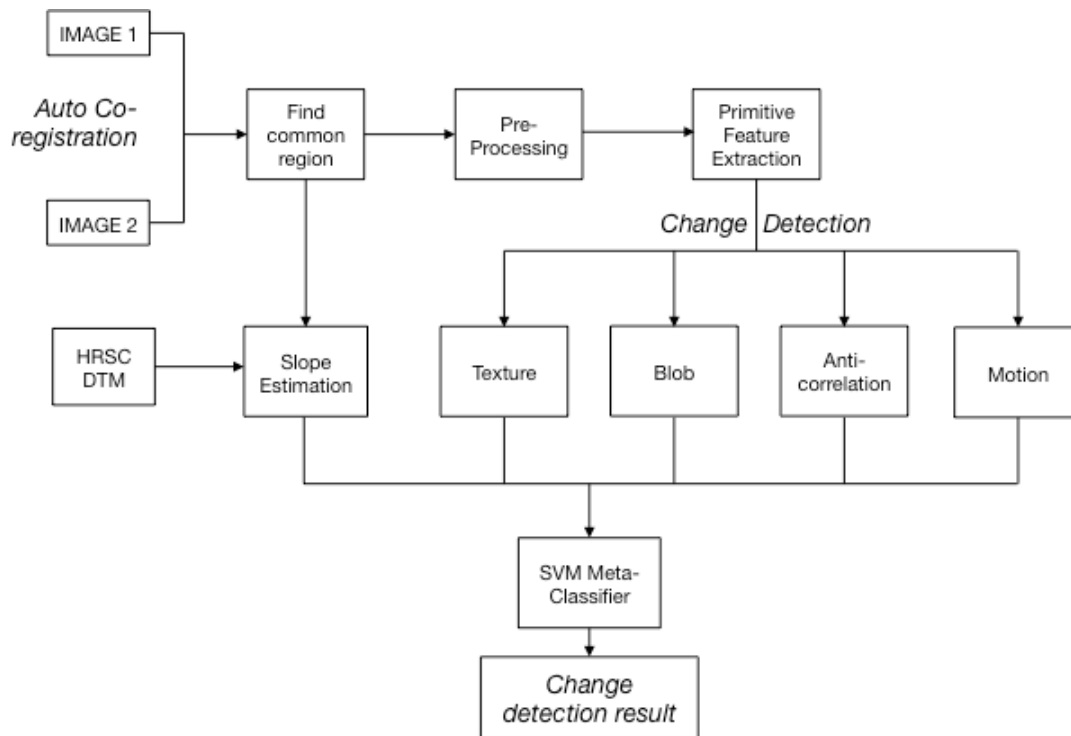 IMAGE 1
Auto Co-
registration
IMAGE 2
Find
common
region
Pre-
Processing
Primitive
Feature
Extraction
Change Detection
HRSC
DTM
Slope
Estimation
Texture
Blob
Anti-
correlation
Motion
SVM Meta-
Classifier
Change
detection result